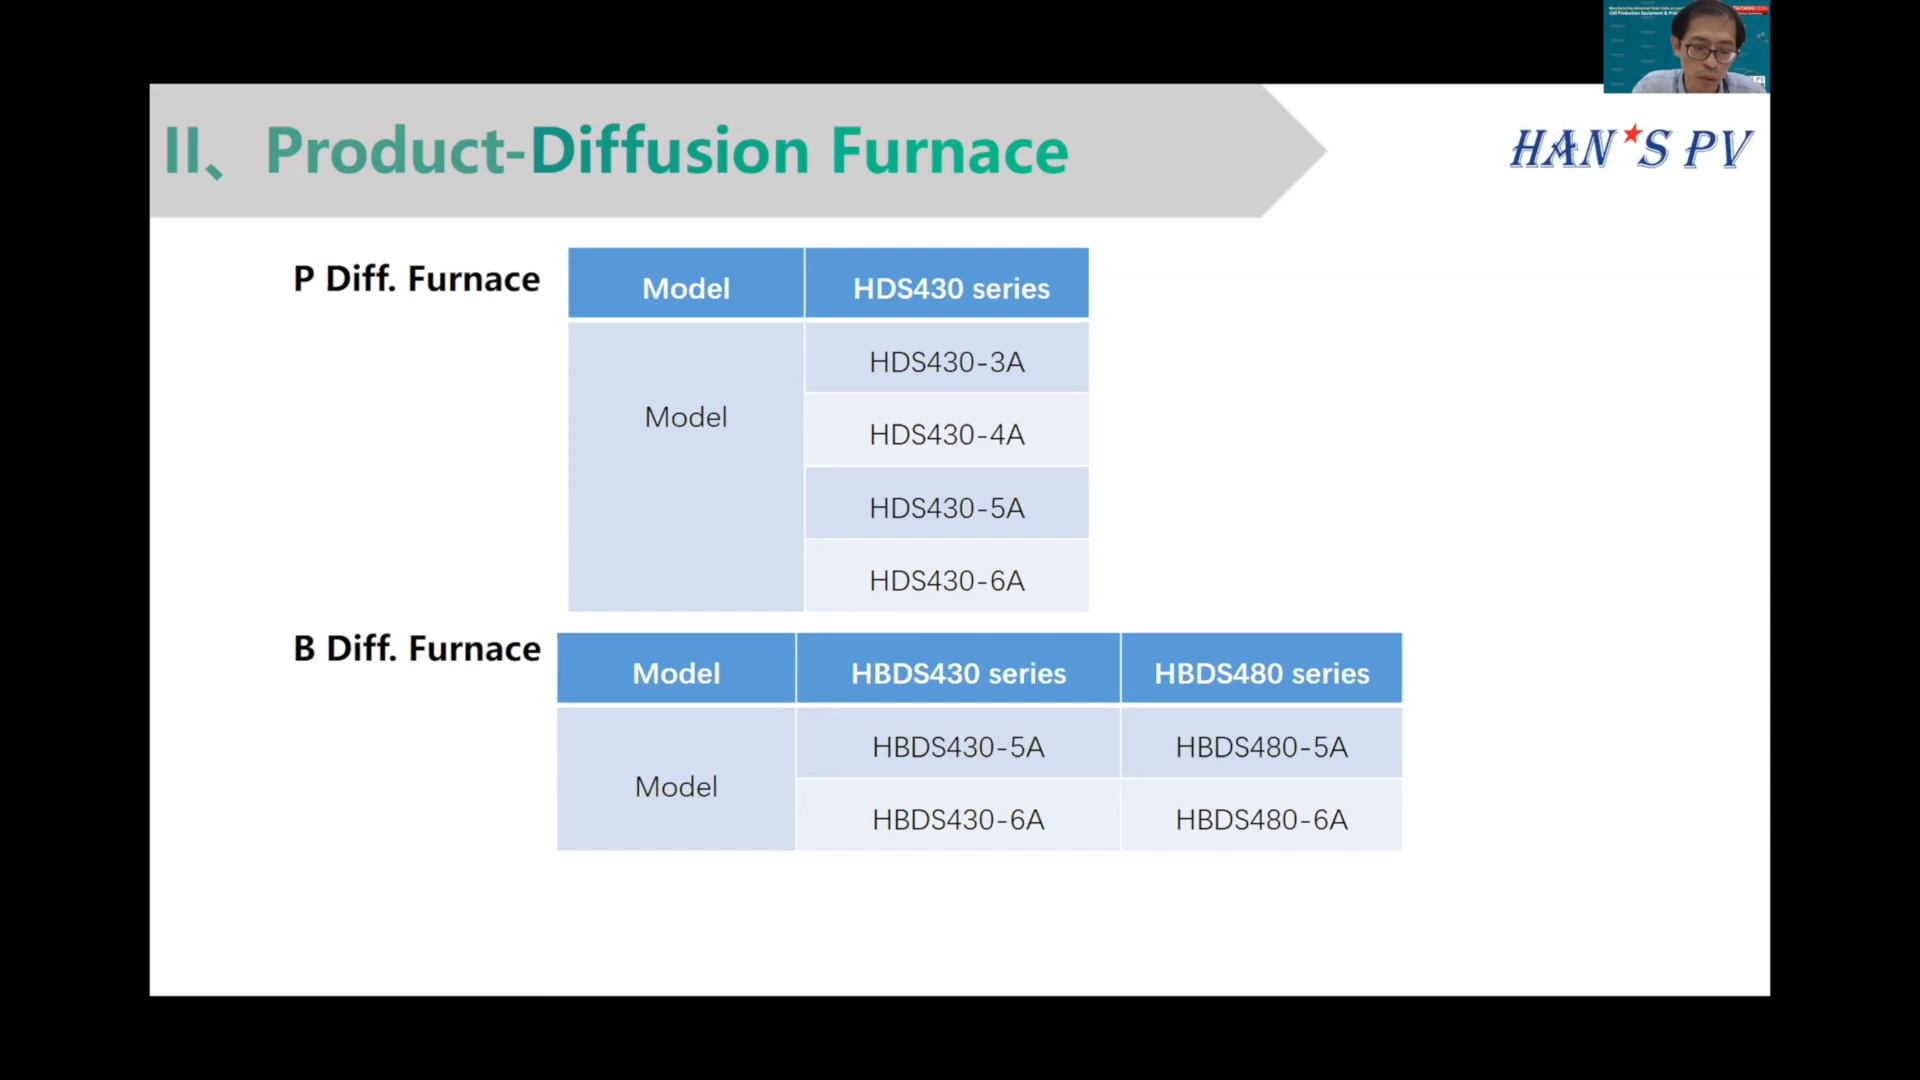 II、Product-Diffusion Furnace
HAN*S PV
P Diff. Furnace
Model HDS430 series
Model
HDS430-3A
HDS430-4A
HDS430-5A
HDS430-6A
B Diff. Furnace
Model HBDS430 series HBDS480 series
Model
HBDS430-5A HBDS480-5A
HBDS430-6A HBDS480-6A